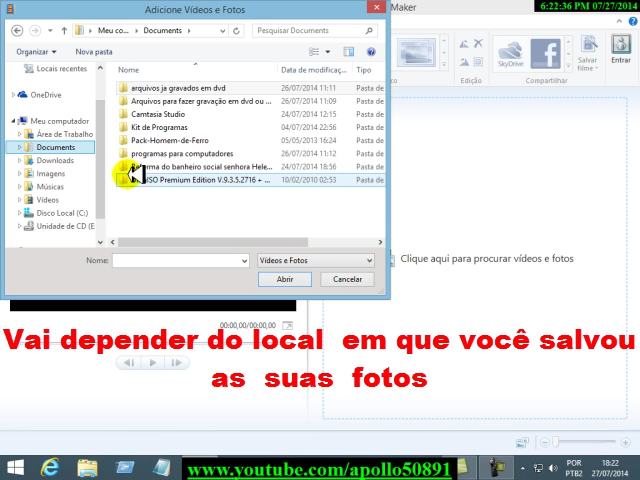 Adicione Vídeos e Fotos
Maker
6:22:36 PM 07/27/2014
Meu co...
Documents
Pesquisar Documents
Organizar
Nova pasta
Edição
SkyDrive
Compartilhar
Salvar filme
Entrar
Nome
Data de modificaç...
Tipo
Locais recentes
OneDrive
Meu computador
Área de Trabalho
Documents
Downloads
Imagens
Músicas
Vídeos
Disco Local (C:)
Unidade de CD (E
arquivos ja gravados em dvd 26/07/2014 11:11 Pasta de
Arquivos para fazer gravação em dvd ou ... 26/07/2014 11:09 Pasta de
Camtasia Studio 24/07/2014 12:15 Pasta de
Kit de Programas 04/07/2014 22:56 Pasta de
Pack-Homem-de-Ferro 05/05/2013 16:24 Pasta de
programas para computadores 26/07/2014 11:12 Pasta de
forma do banheiro social senhora Hele... 24/07/2014 18:56 Pasta de
ISO Premium Edition V.9.3.5.2716 + ... 10/02/2010 02:53 Pasta de
Nome:
Vídeos e Fotos
Abrir
Cancelar
Clique aqui para procurar vídeos e fotos
00:00,00/00:00,00
Vai depender do local em que você salvou
as suas fotos
www.youtube.com/apollo50891
POR
PTB2
18:22
27/07/2014